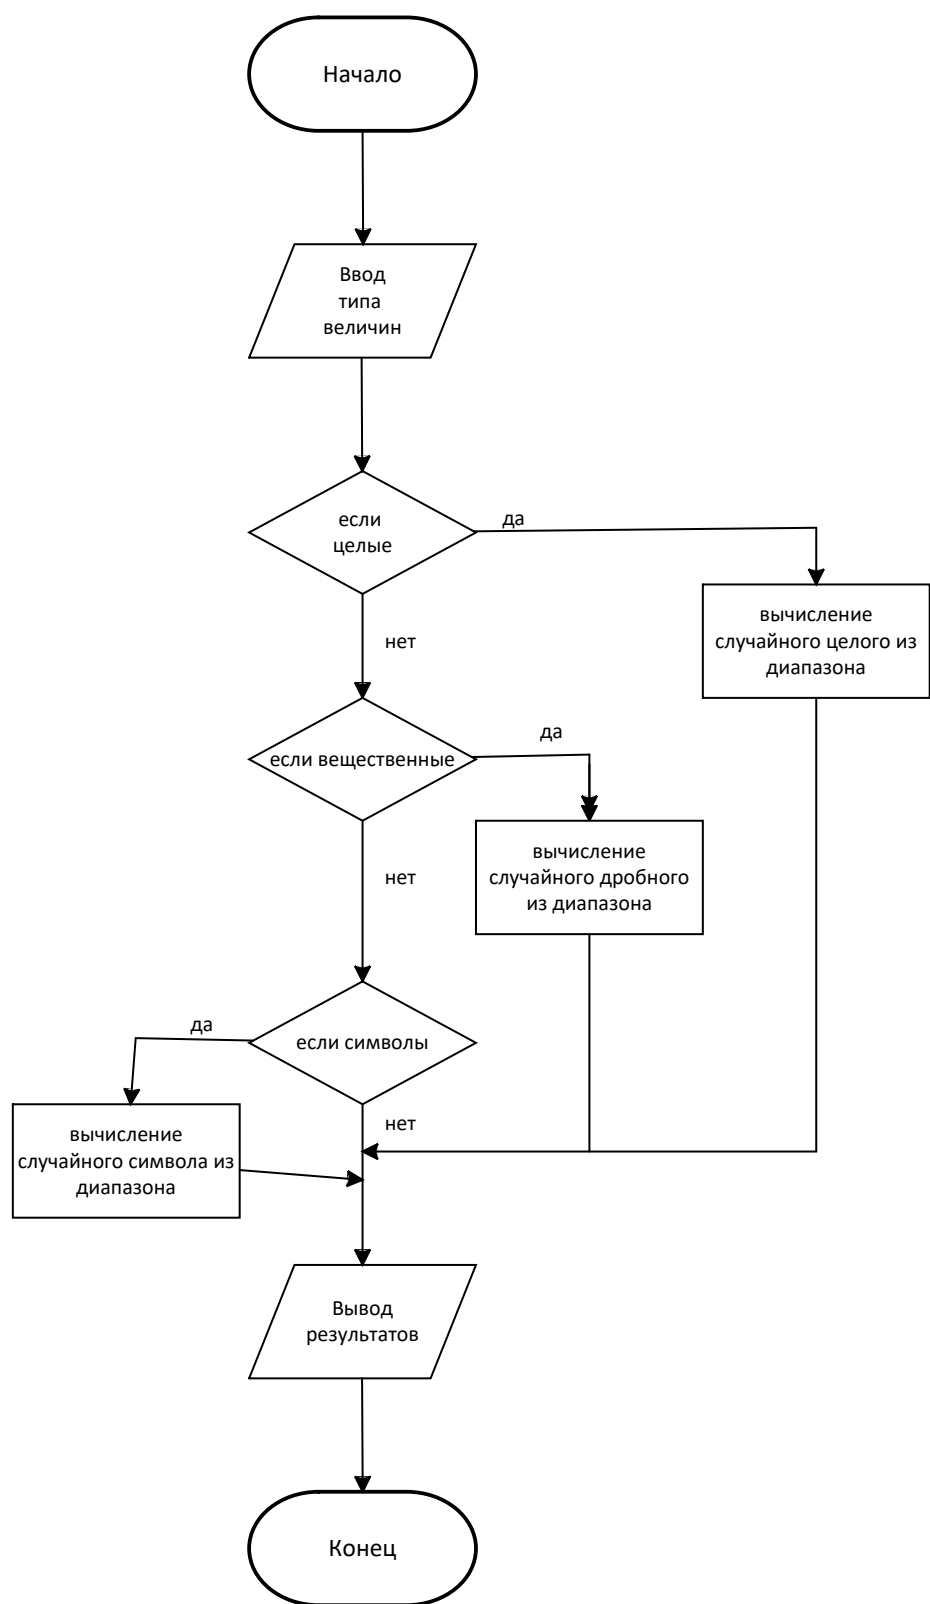 Начало
Ввод
типа
величин
если
целые
да
вычисление
случайного целого из
диапазона
нет
если вещественные
да
вычисление
случайного дробного
из диапазона
нет
если символы
да
вычисление
случайного символа из
диапазона
нет
Вывод
результатов
Конец